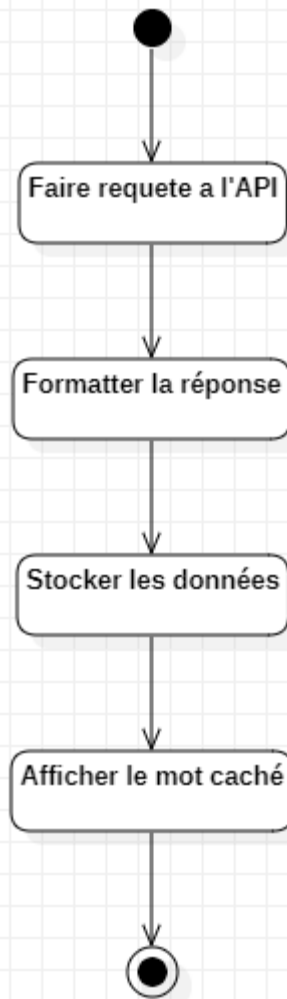 Faire requete a l'API
Formatter la réponse
Stocker les données
Afficher le mot caché